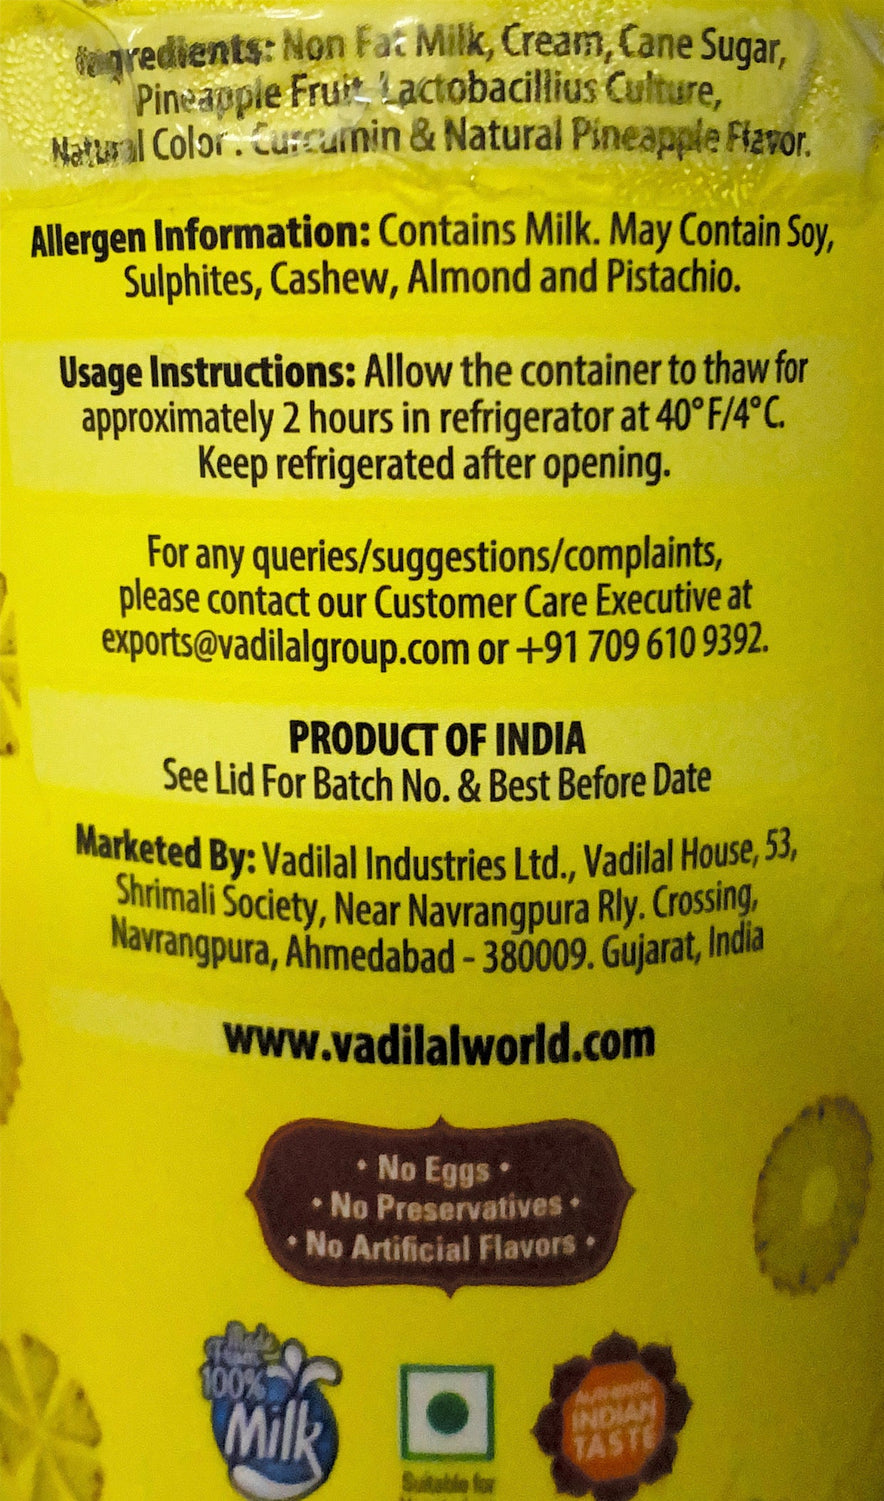 Ingredients: Non Fat Milk, Cream, Cane Sugar,
Pineapple Fruit, Lactobacillius Culture,
Natural Color . Curcumin & Natural Pineapple Flavor.
Allergen Information: Contains Milk. May Contain Soy,
Sulphites, Cashew, Almond and Pistachio.
Usage Instructions: Allow the container to thaw for
approximately 2 hours in refrigerator at 40°F/4°C.
Keep refrigerated after opening.
For any queries/suggestions/complaints,
please contact our Customer Care Executive at
exports@vadilalgroup.com or +91 709 610 9392.
PRODUCT OF INDIA
See Lid For Batch No. & Best Before Date
Marketed By: Vadilal Industries Ltd., Vadilal House, 53,
Shrimali Society, Near Navrangpura Rly. Crossing,
Navrangpura, Ahmedabad - 380009. Gujarat, India
www.vadilalworld.com
• No Eggs •
• No Preservatives •
• No Artificial Flavors •
Made
From
100%
Milk
Suitable for
AUTHENTIC
INDIAN
TASTE